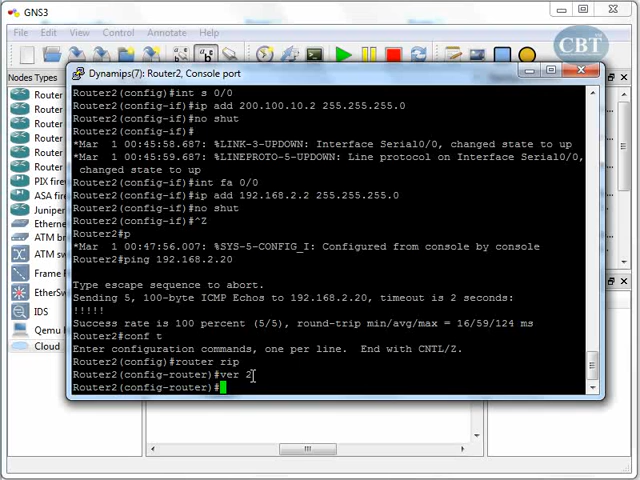 GNS3
File
Edit
View
Control
Annotate
Help
CBT
Nodes Types
Dynamips(7): Router2, Console port
Router
Router
Router
Router
Router
Router
PIX fire
ASA fire
Juniper
Etherne
ATM brid
ATM sw
Frame R
EtherSw
IDS
Qemu h
Cloud
Router2(config)#int s 0/0
Router2(config-if)#ip add 200.100.10.2 255.255.255.0
Router2(config-if)#no shut
Router2(config-if)#
*Mar  1 00:45:58.687: %LINK-3-UPDOWN: Interface Serial0/0, changed state to up
*Mar  1 00:45:59.687: %LINEPROTO-5-UPDOWN: Line protocol on Interface Serial0/0,
 changed state to up
Router2(config-if)#int fa 0/0
Router2(config-if)#ip add 192.168.2.2 255.255.255.0
Router2(config-if)#no shut
Router2(config-if)#^Z
Router2#p
*Mar  1 00:47:56.007: %SYS-5-CONFIG_I: Configured from console by console
Router2#ping 192.168.2.20
Type escape sequence to abort.
Sending 5, 100-byte ICMP Echos to 192.168.2.20, timeout is 2 seconds:
!!!!!
Success rate is 100 percent (5/5), round-trip min/avg/max = 16/59/124 ms
Router2#conf t
Enter configuration commands, one per line.  End with CNTL/Z.
Router2(config)#router rip
Router2(config-router)#ver 2
Router2(config-router)#